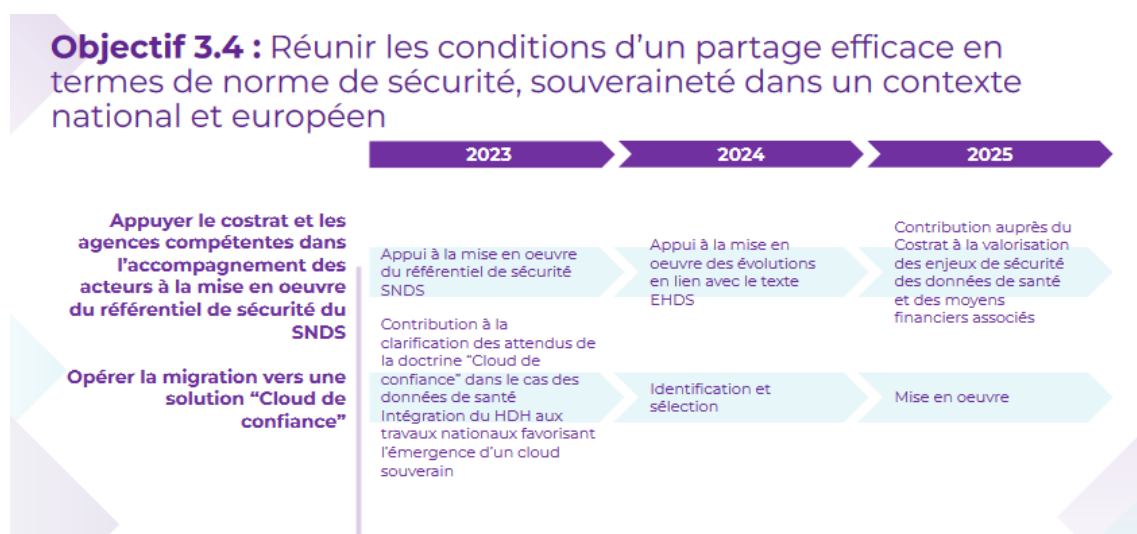 Objectif 3.4 : Réunir les conditions d'un partage efficace en
termes de norme de sécurité, souveraineté dans un contexte
national et européen
2023
2024
2025
Appuyer le costrat et les
agences compétentes dans
l'accompagnement des
acteurs à la mise en oeuvre
du référentiel de sécurité du
SNDS
Appui à la mise en oeuvre
du référentiel de sécurité
SNDS
Appui à la mise en
oeuvre des évolutions
en lien avec le texte
EHDS
Contribution auprès du
Costrat à la valorisation
des enjeux de sécurité
des données de santé
et des moyens
financiers associés
Opérer la migration vers une
solution "Cloud de
confiance"
Contribution à la
clarification des attendus de
la doctrine "Cloud de
confiance" dans le cas des
données de santé
Intégration du HDH aux
travaux nationaux favorisant
l'émergence d'un cloud
souverain
Identification et
sélection
Mise en oeuvre